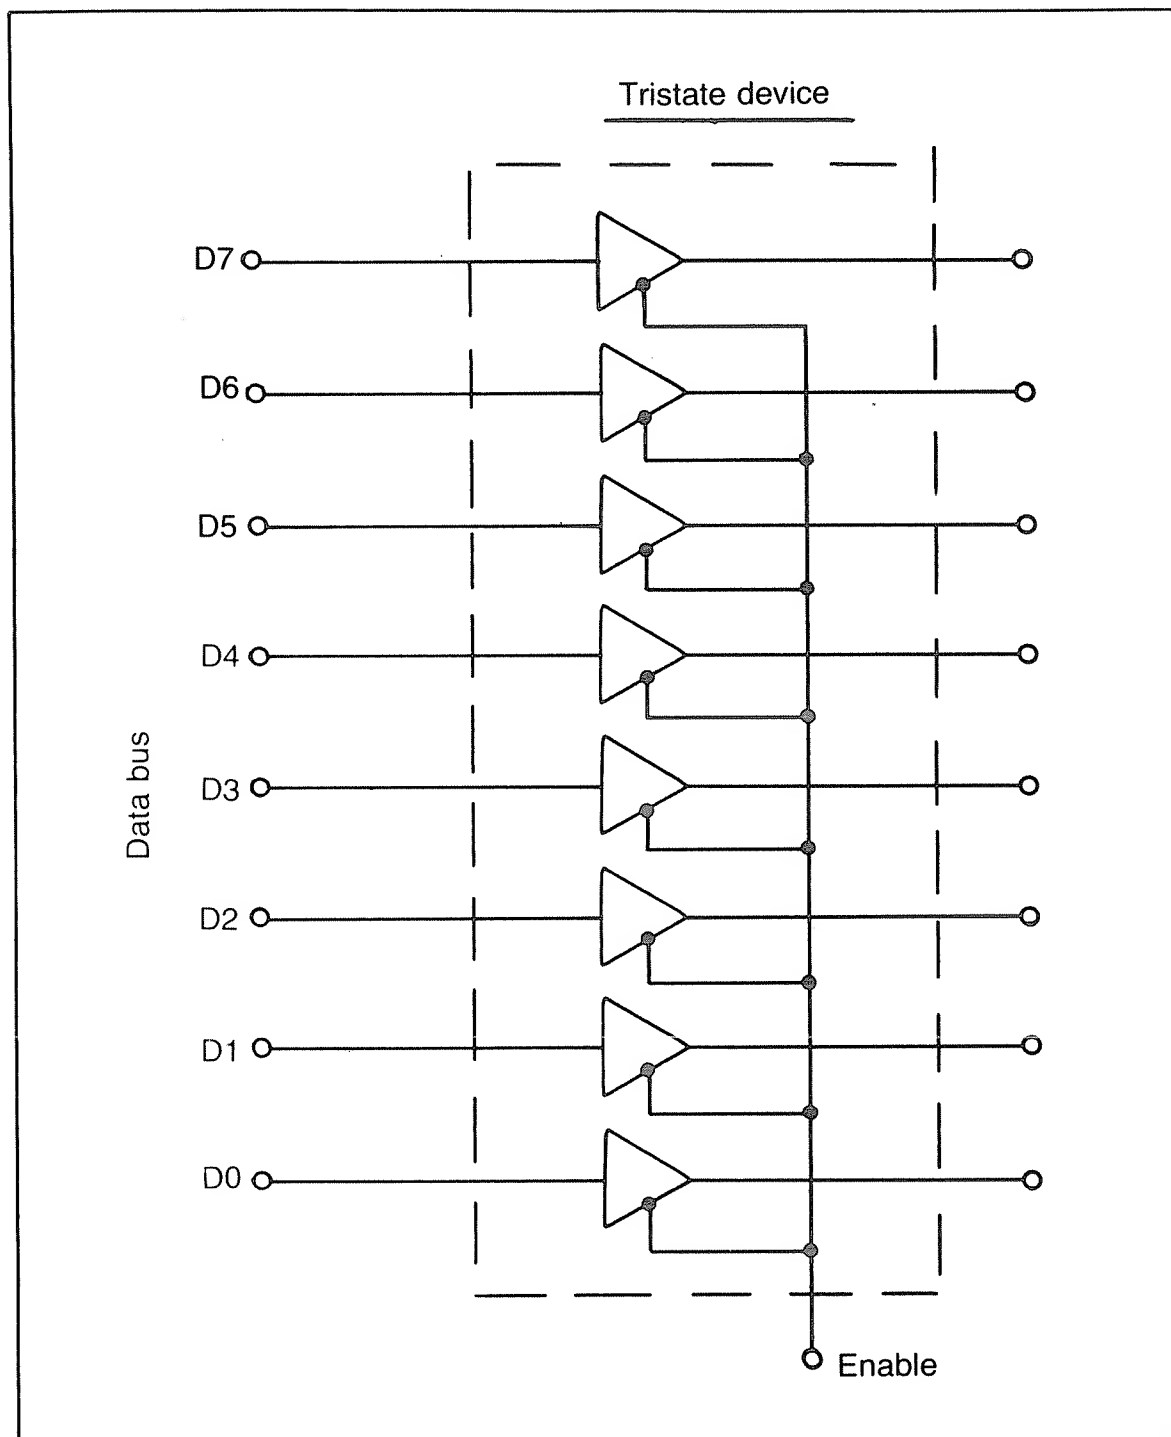 Tristate device
D7
D6
D5
D4
D3
D2
D1
D0
Data bus
Enable